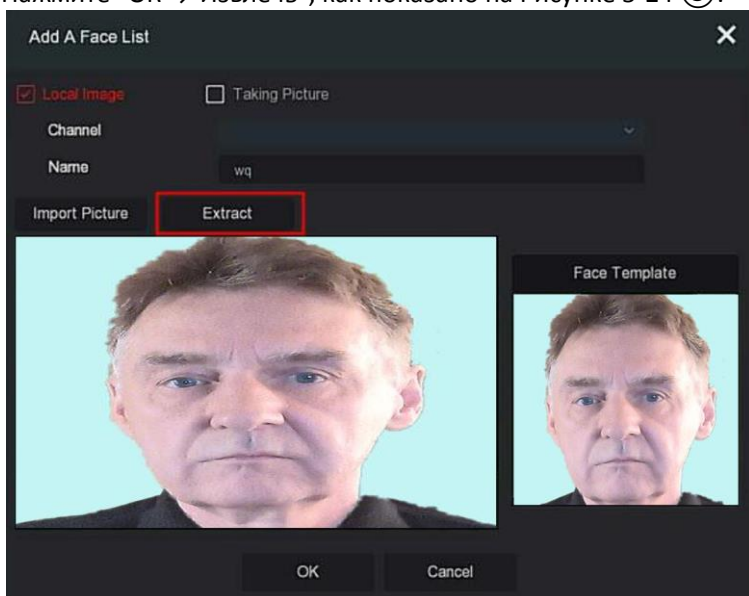 Add A Face List
Local Image Taking Picture
Channel
Name wq
Import Picture Extract
Face Template
OK Cancel